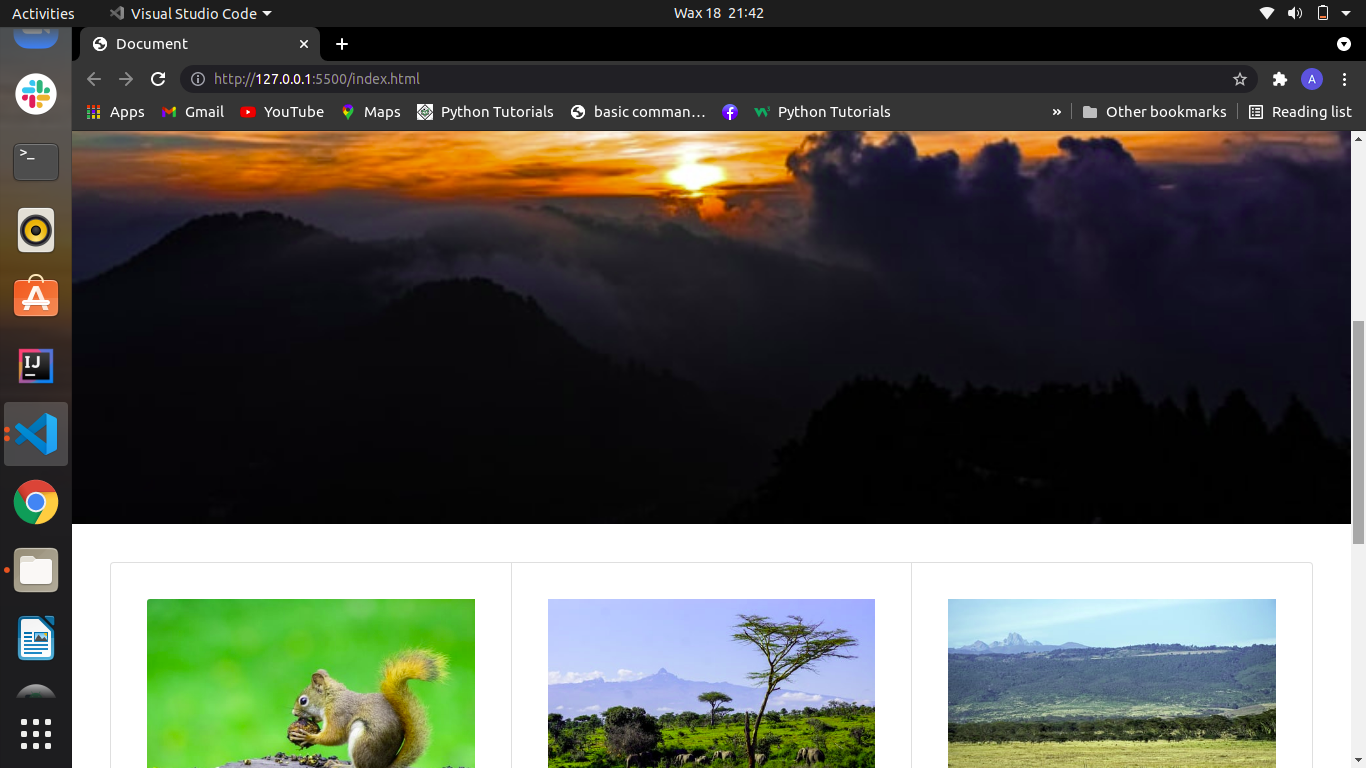 Activities Visual Studio Code Wax 18 21:42
Document
http://127.0.0.1:5500/index.html A
Apps Gmail YouTube Maps Python Tutorials basic comman… Python Tutorials » Other bookmarks Reading list
>_
IJ